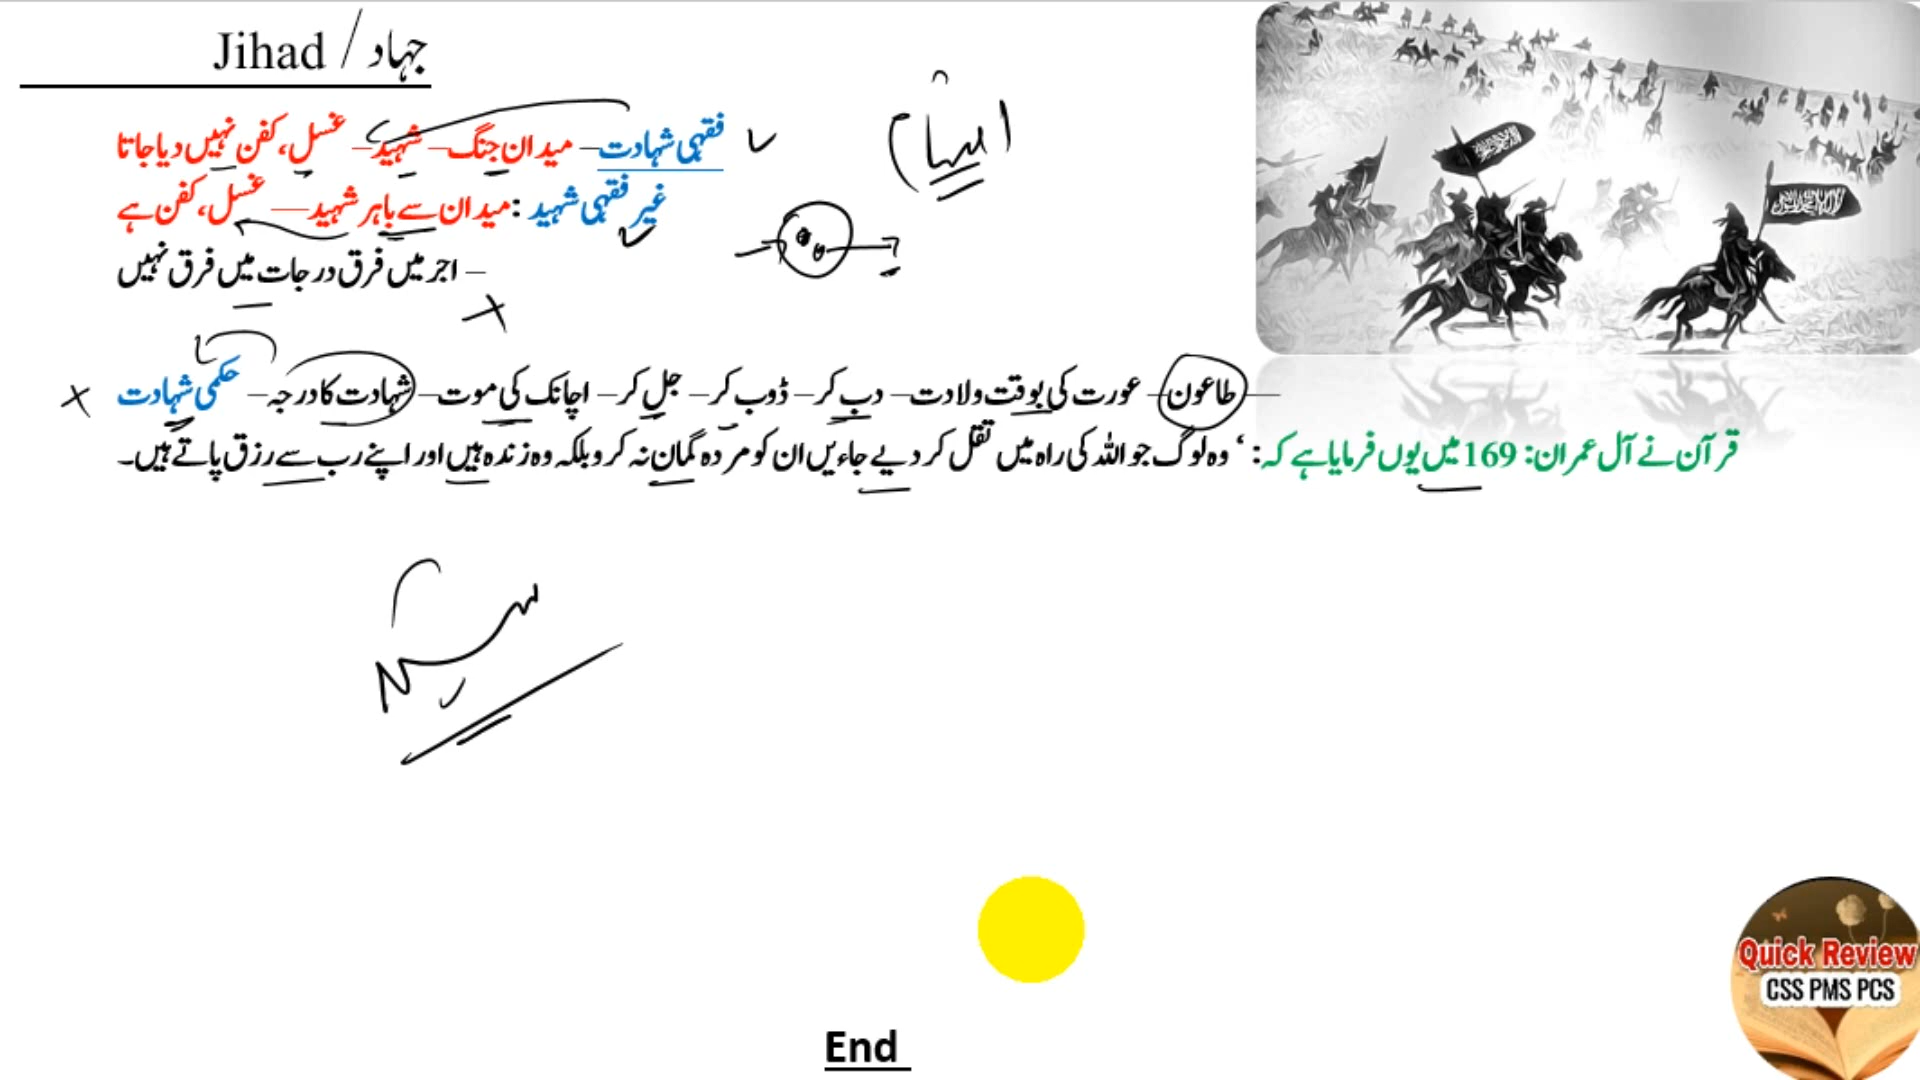 جہاد / Jihad
فقہی شہادت – میدان جنگ – شہید – غسل، کفن نہیں دیا جاتا
غیر فقہی شہید : میدان سے باہر شہید — غسل، کفن ہے
– اجر میں فرق درجات میں فرق نہیں
— طاعون – عورت کی بوقت ولادت – دب کر – ڈوب کر – جل کر – اچانک کی موت – شہادت کا درجہ – حکمی شہادت
قرآن نے آل عمران: 169 میں یوں فرمایا ہے کہ: ‘ وہ لوگ جو اللہ کی راہ میں قتل کر دیے جاءیں ان کو مردہ گمان نہ کرو بلکہ وہ زندہ ہیں اور اپنے رب سے رزق پاتے ہیں۔
End
Quick Review
CSS PMS PCS